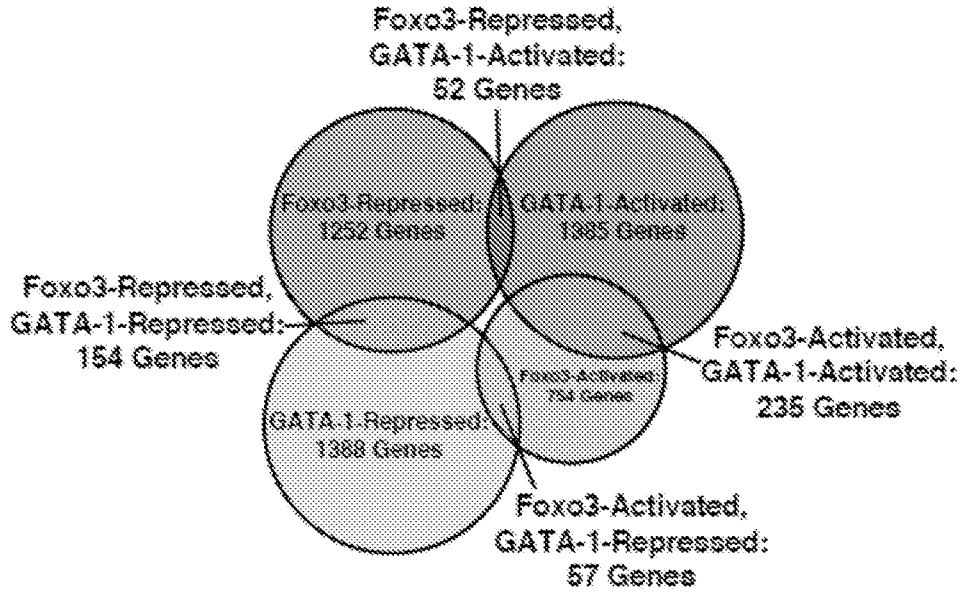 Foxo3-Repressed,
GATA-1-Activated:
52 Genes
Foxo3-Repressed:
1252 Genes
GATA-1-Activated:
1385 Genes
Foxo3-Repressed,
GATA-1-Repressed:
154 Genes
Foxo3-Activated,
GATA-1-Activated:
235 Genes
Foxo3-Activated:
754 Genes
GATA-1-Repressed:
1368 Genes
Foxo3-Activated,
GATA-1-Repressed:
57 Genes